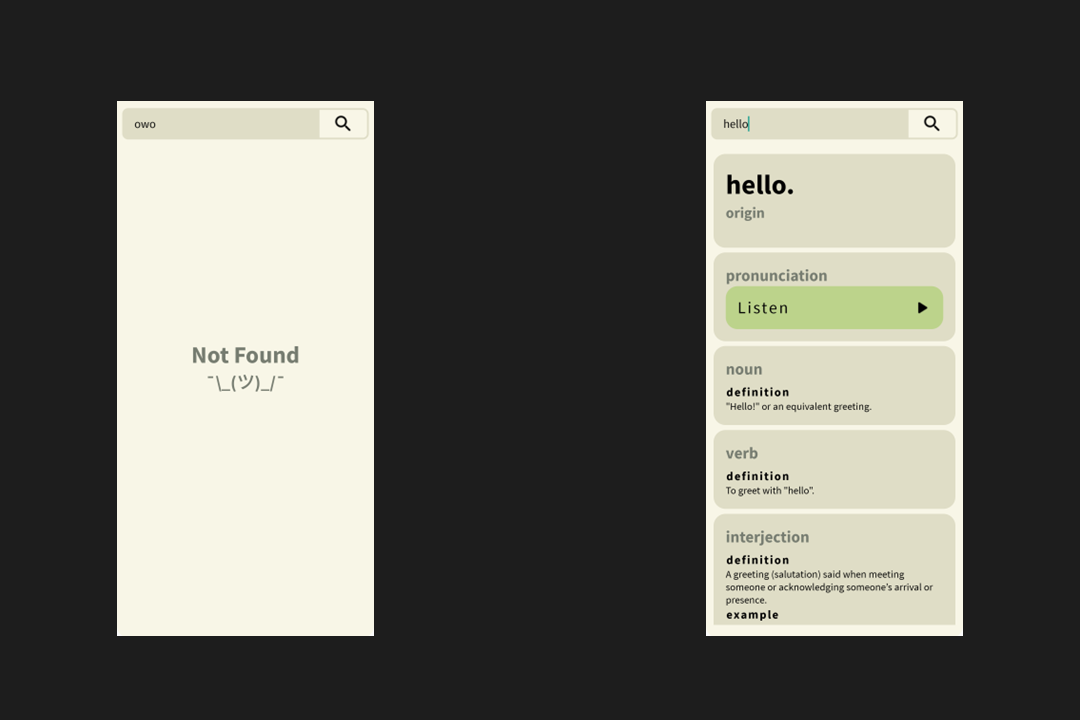 owo
Not Found
¯\_(ツ)_/¯
hello
hello.
origin
pronunciation
Listen
noun
definition
"Hello!" or an equivalent greeting.
verb
definition
To greet with "hello".
interjection
definition
A greeting (salutation) said when meeting
someone or acknowledging someone's arrival or
presence.
example